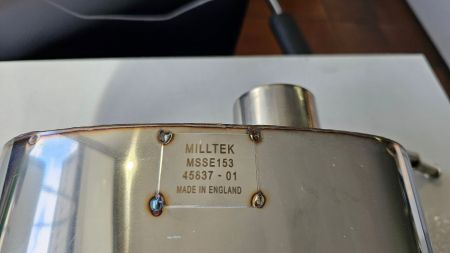 MILLTEK
MSSE153
45637 - 01
MADE IN ENGLAND